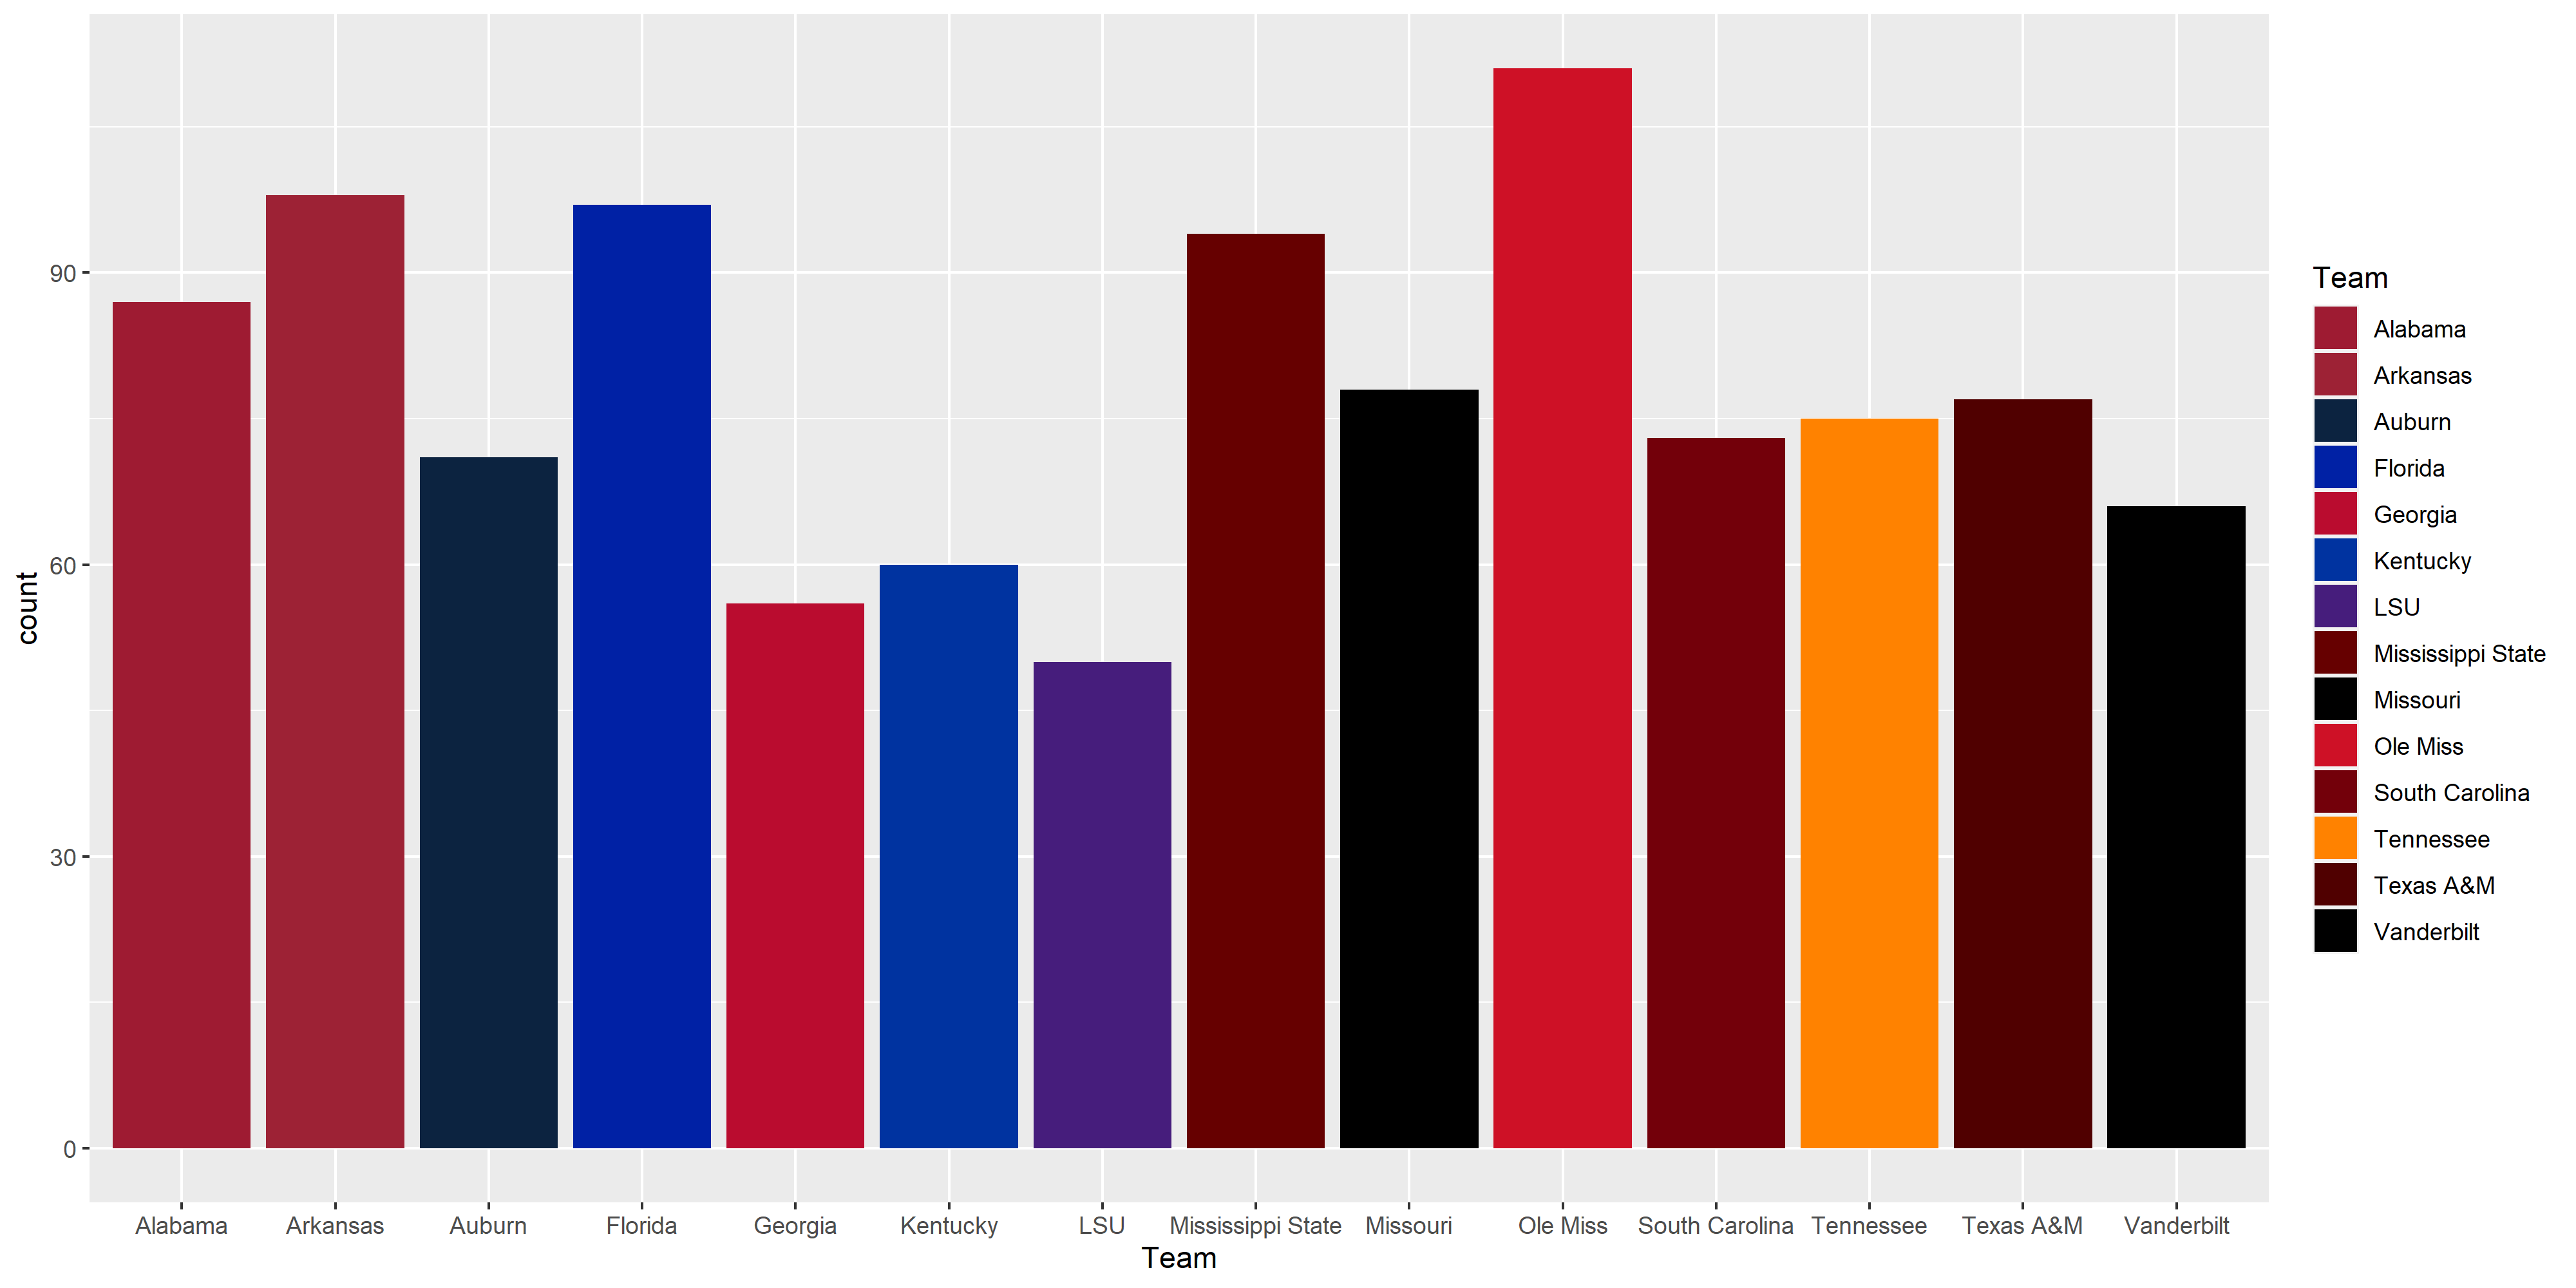 90
60
30
0
count
Alabama Arkansas Auburn Florida Georgia Kentucky LSU Mississippi State Missouri Ole Miss South Carolina Tennessee Texas A&M Vanderbilt
Team
Team
Alabama
Arkansas
Auburn
Florida
Georgia
Kentucky
LSU
Mississippi State
Missouri
Ole Miss
South Carolina
Tennessee
Texas A&M
Vanderbilt